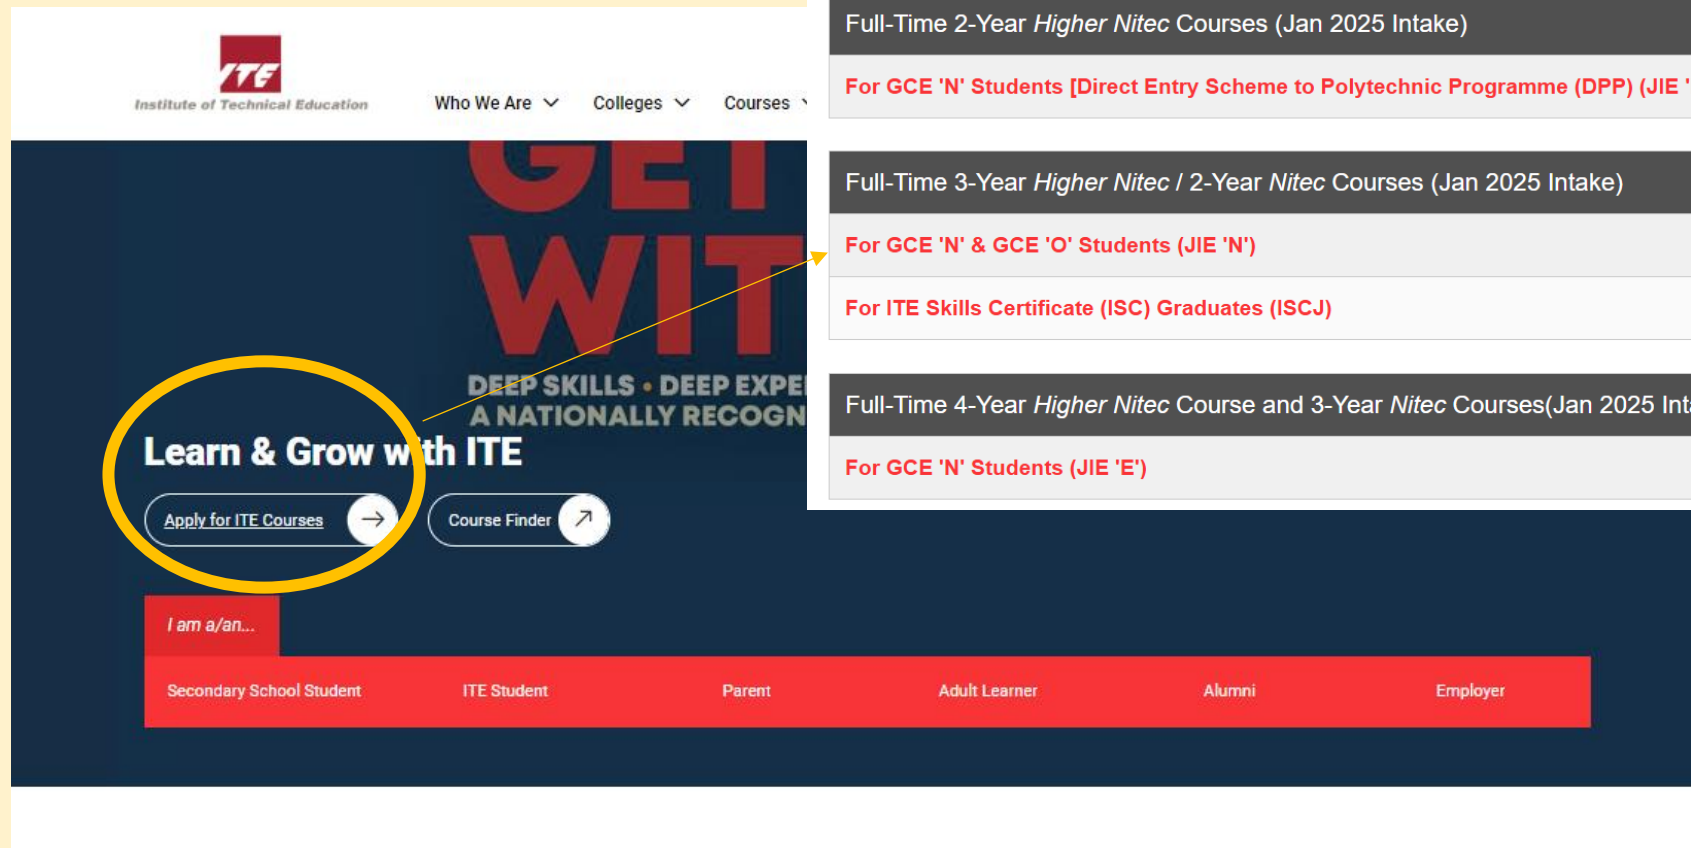 ITE
Institute of Technical Education
Who We Are
Colleges
Courses
GET
WIT
DEEP SKILLS • DEEP
A NATIONALLY
Learn & Grow with ITE
Apply for ITE Courses
Course Finder
I am a/an...
Secondary School Student
ITE Student
Parent
Adult Learner
Alumni
Employer
Full-Time 2-Year Higher Nitec Courses (Jan 2025 Intake)
For GCE 'N' Students [Direct Entry Scheme to Polytechnic Programme (DPP) (JIE '
Full-Time 3-Year Higher Nitec / 2-Year Nitec Courses (Jan 2025 Intake)
For GCE 'N' & GCE 'O' Students (JIE 'N')
For ITE Skills Certificate (ISC) Graduates (ISCJ)
Full-Time 4-Year Higher Nitec Course and 3-Year Nitec Courses(Jan 2025
For GCE 'N' Students (JIE 'E')